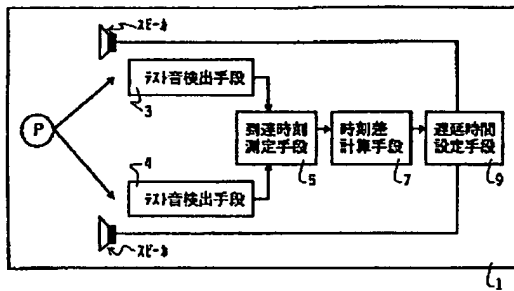 スピーカ
テスト音検出手段
3
P
到達時刻
測定手段
5
時刻差
計算手段
7
遅延時間
設定手段
9
4
テスト音検出手段
スピーカ
1